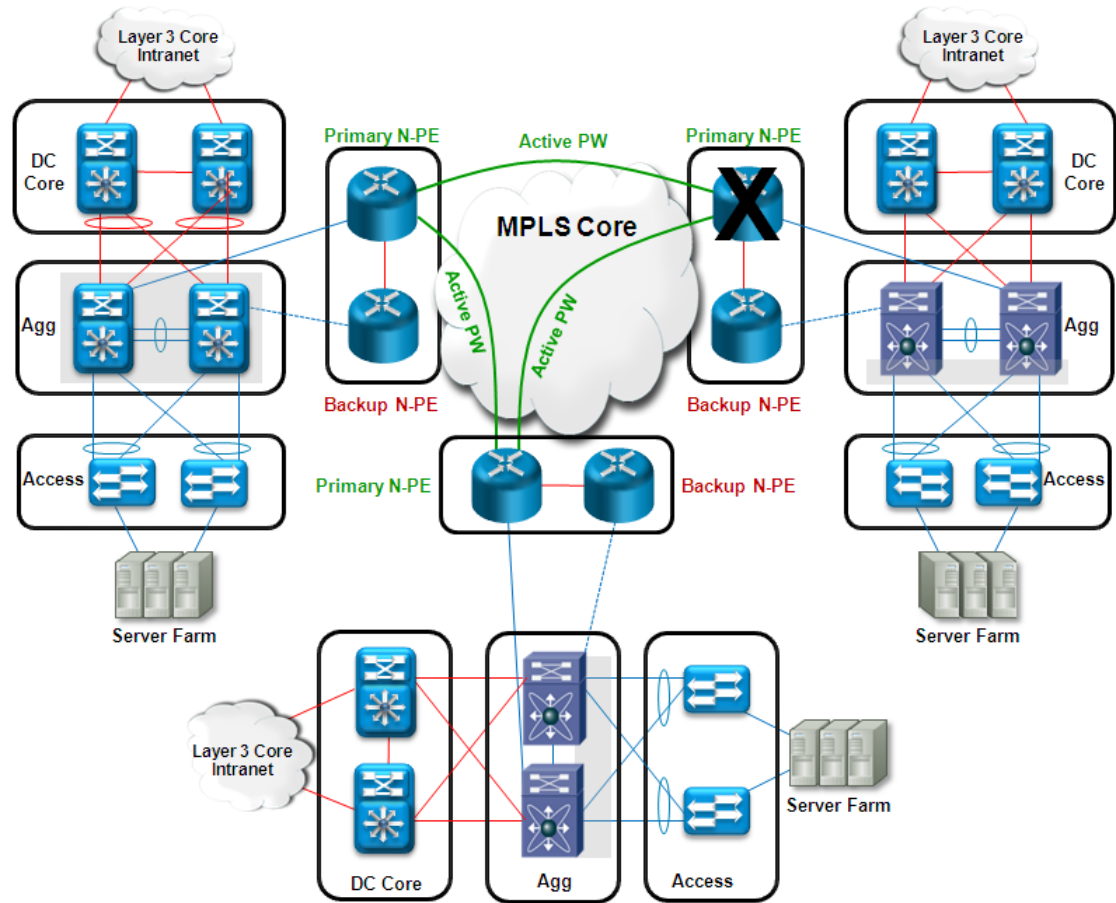 Layer 3 Core
Intranet
Layer 3 Core
Intranet
DC
Core
Primary N-PE
Active PW
Primary N-PE
DC
Core
MPLS Core
X
Agg
Active PW
Active PW
Agg
Backup N-PE
Backup N-PE
Access
Primary N-PE
Backup N-PE
Access
Server Farm
Server Farm
Layer 3 Core
Intranet
Server Farm
DC Core
Agg
Access